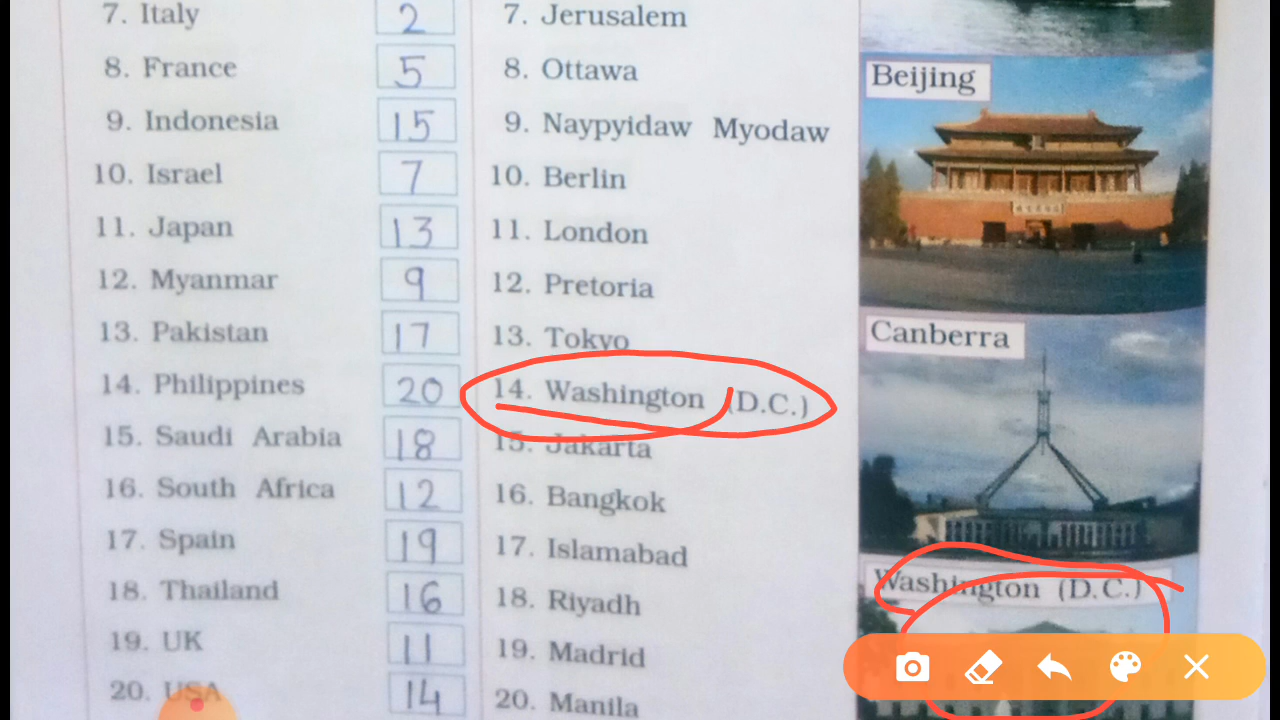 7. Italy 2 7. Jerusalem
8. France 5 8. Ottawa
9. Indonesia 15 9. Naypyidaw Myodaw
10. Israel 7 10. Berlin
11. Japan 13 11. London
12. Myanmar 9 12. Pretoria
13. Pakistan 17 13. Tokyo
14. Philippines 20 14. Washington (D.C.)
15. Saudi Arabia 18 15. Jakarta
16. South Africa 12 16. Bangkok
17. Spain 19 17. Islamabad
18. Thailand 16 18. Riyadh
19. UK 11 19. Madrid
20. USA 14 20. Manila
Beijing
Canberra
Washington (D.C.)